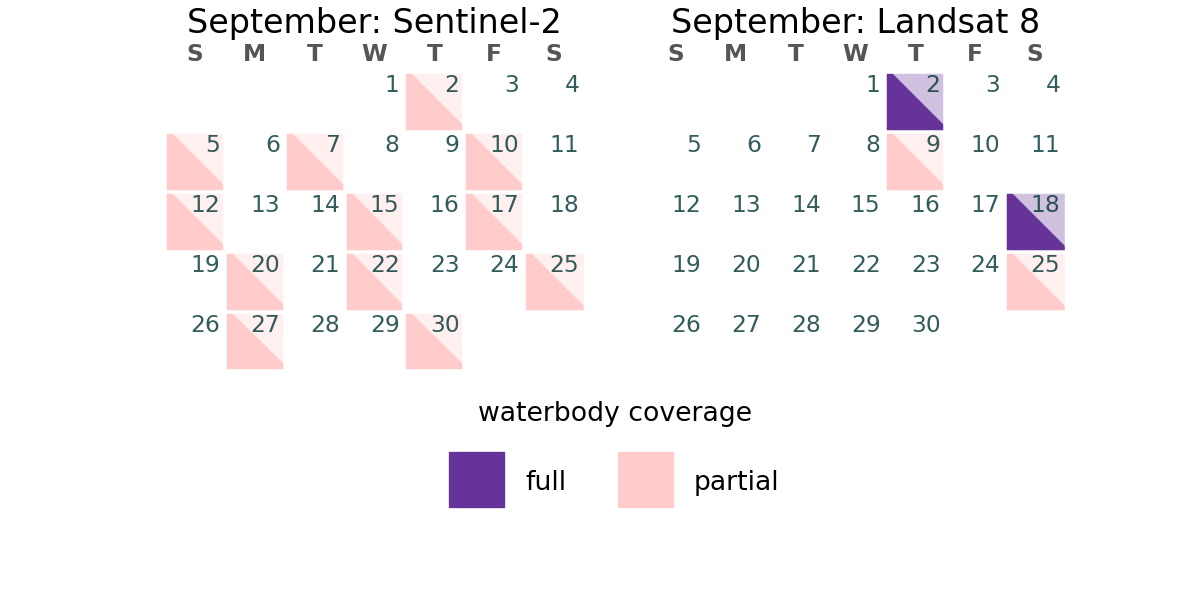 September: Sentinel-2
S M T W T F S
1 2 3 4
5 6 7 8 9 10 11
12 13 14 15 16 17 18
19 20 21 22 23 24 25
26 27 28 29 30
September: Landsat 8
S M T W T F S
1 2 3 4
5 6 7 8 9 10 11
12 13 14 15 16 17 18
19 20 21 22 23 24 25
26 27 28 29 30
waterbody coverage
full partial